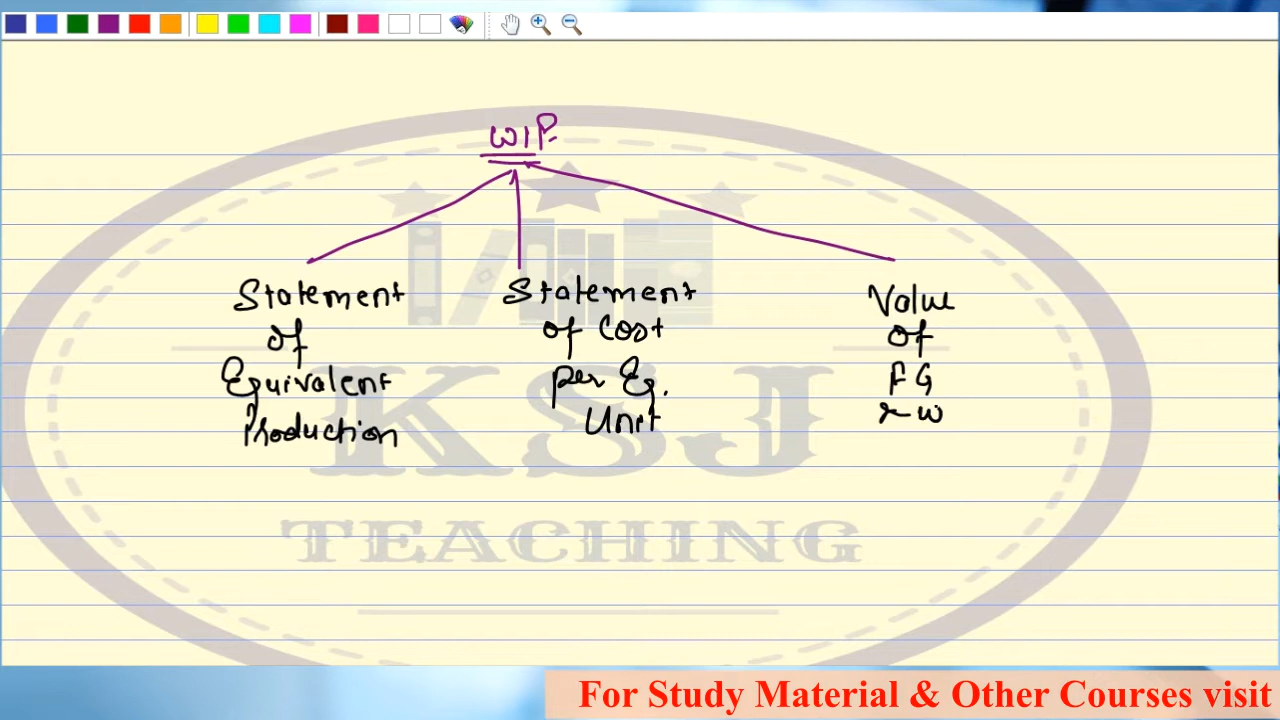 WIP
Statement
of
Equivalent
Production
Statement
of Cost
per Eq.
Unit
Value
of
FG
KSJ
TEACHING
For Study Material & Other Courses visit